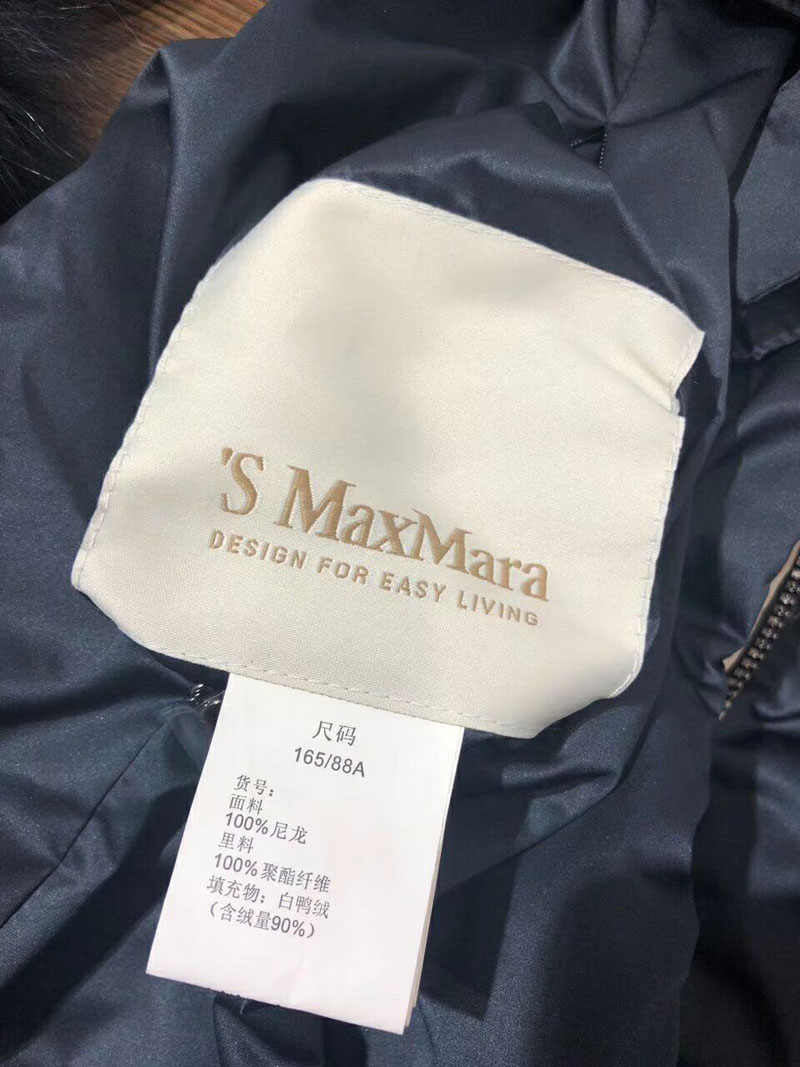 'S MaxMara
DESIGN FOR EASY LIVING
尺码
165/88A
货号:
面料
100%尼龙
里料
100%聚酯纤维
填充物: 白鸭绒
(含绒量90%)